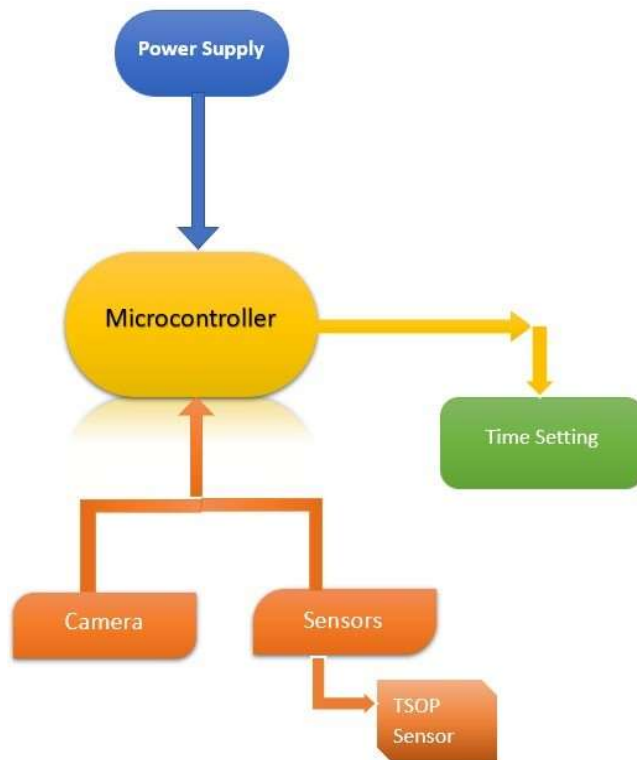 Power Supply
Microcontroller
Time Setting
Camera
Sensors
TSOP
Sensor